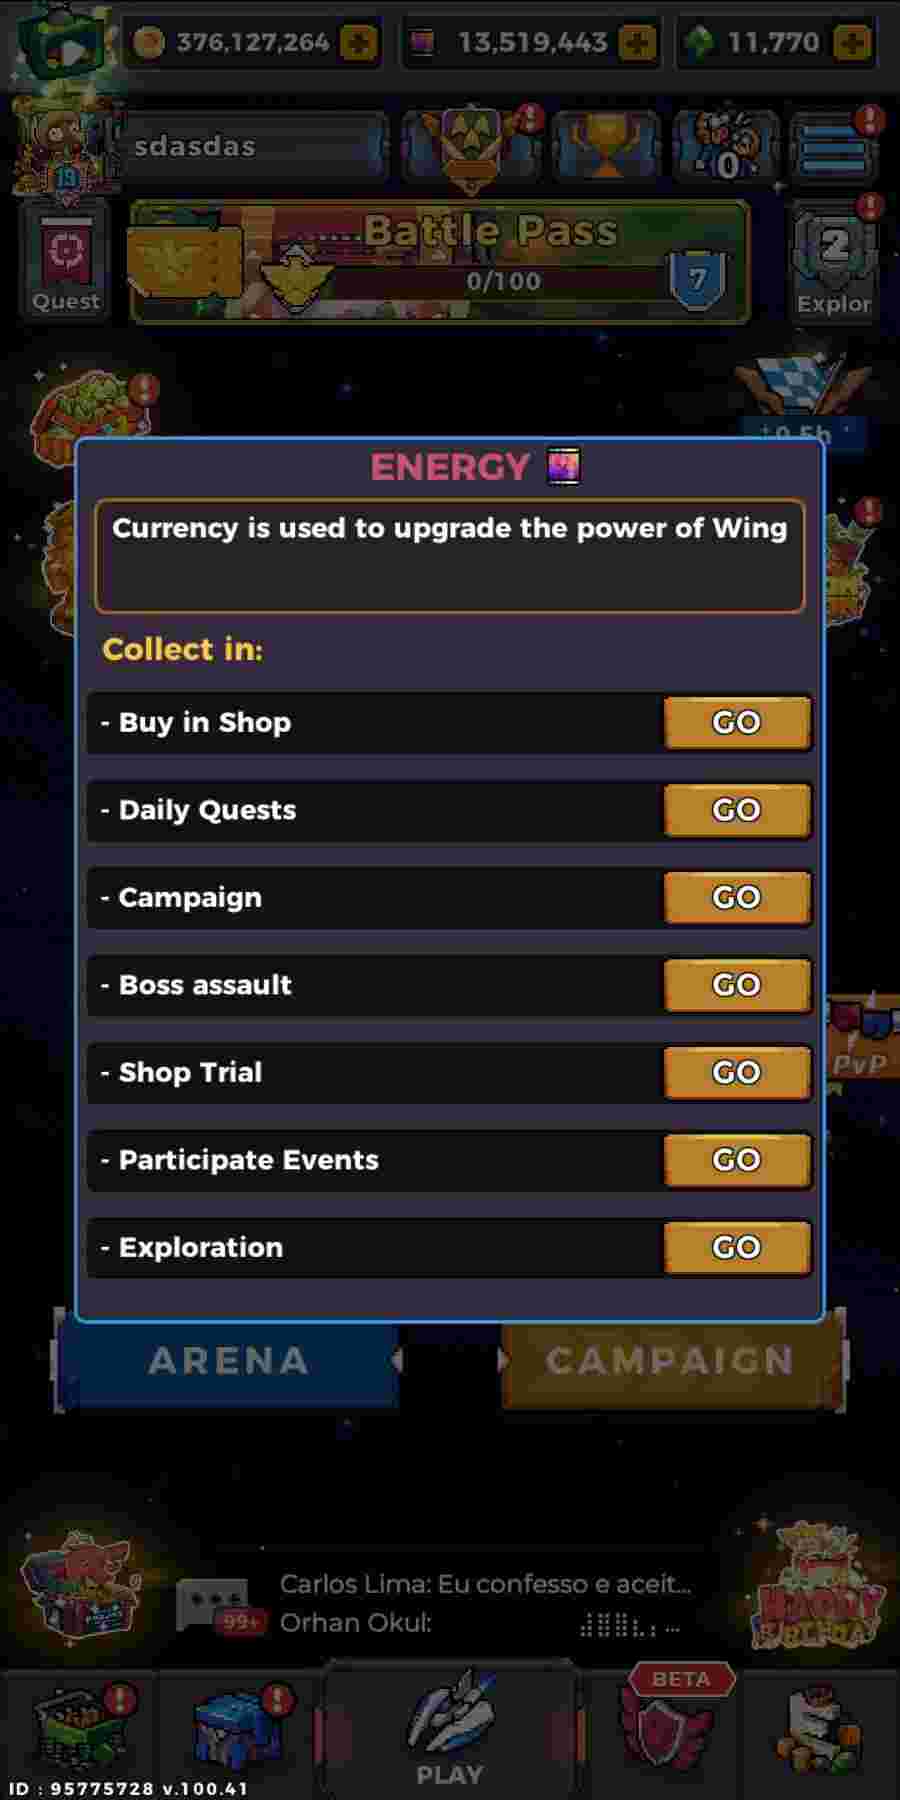 376,127,264
13,519,443
11,770
19
sdasdas
0
Quest
Battle Pass
0/100
7
2
Explor
ENERGY
Currency is used to upgrade the power of Wing
Collect in:
- Buy in Shop
GO
- Daily Quests
GO
- Campaign
GO
- Boss assault
GO
- Shop Trial
GO
- Participate Events
GO
- Exploration
GO
PvP
ARENA
CAMPAIGN
Carlos Lima: Eu confesso e aceit...
99+
Orhan Okul:
HAPPY
BETA
PLAY
ID : 95775728 v.100.41